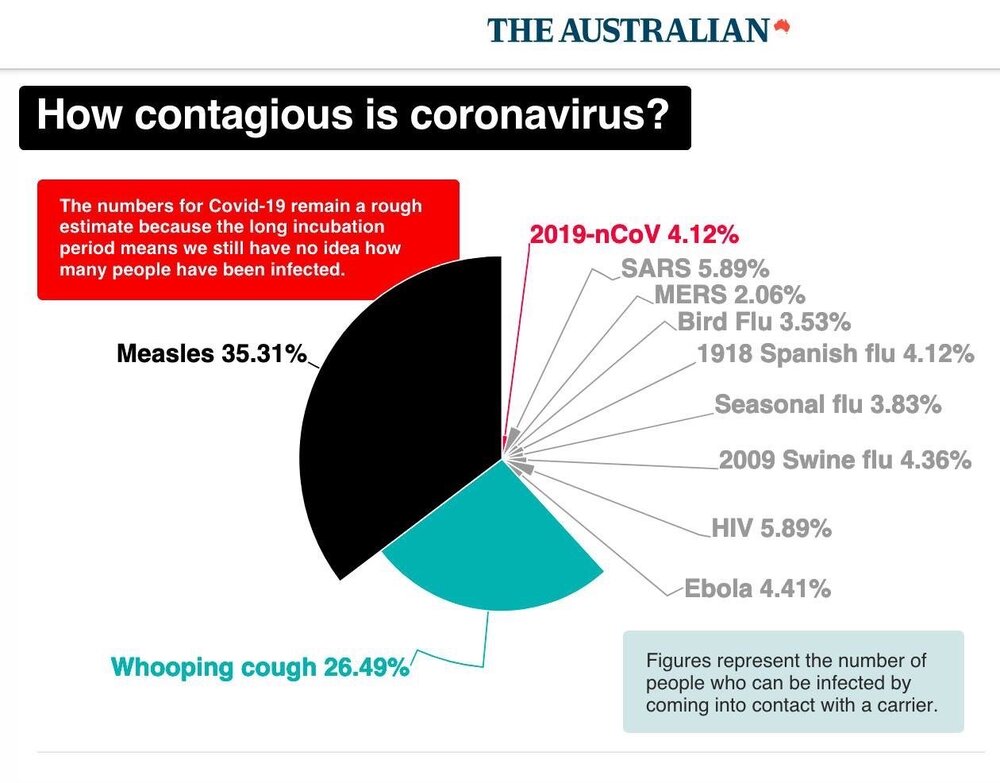 THE AUSTRALIAN
How contagious is coronavirus?
The numbers for Covid-19 remain a rough
estimate because the long incubation
period means we still have no idea how
many people have been infected.
2019-nCoV 4.12%
SARS 5.89%
MERS 2.06%
Bird Flu 3.53%
1918 Spanish flu 4.12%
Measles 35.31%
Seasonal flu 3.83%
2009 Swine flu 4.36%
HIV 5.89%
Ebola 4.41%
Whooping cough 26.49%
Figures represent the number of
people who can be infected by
coming into contact with a carrier.